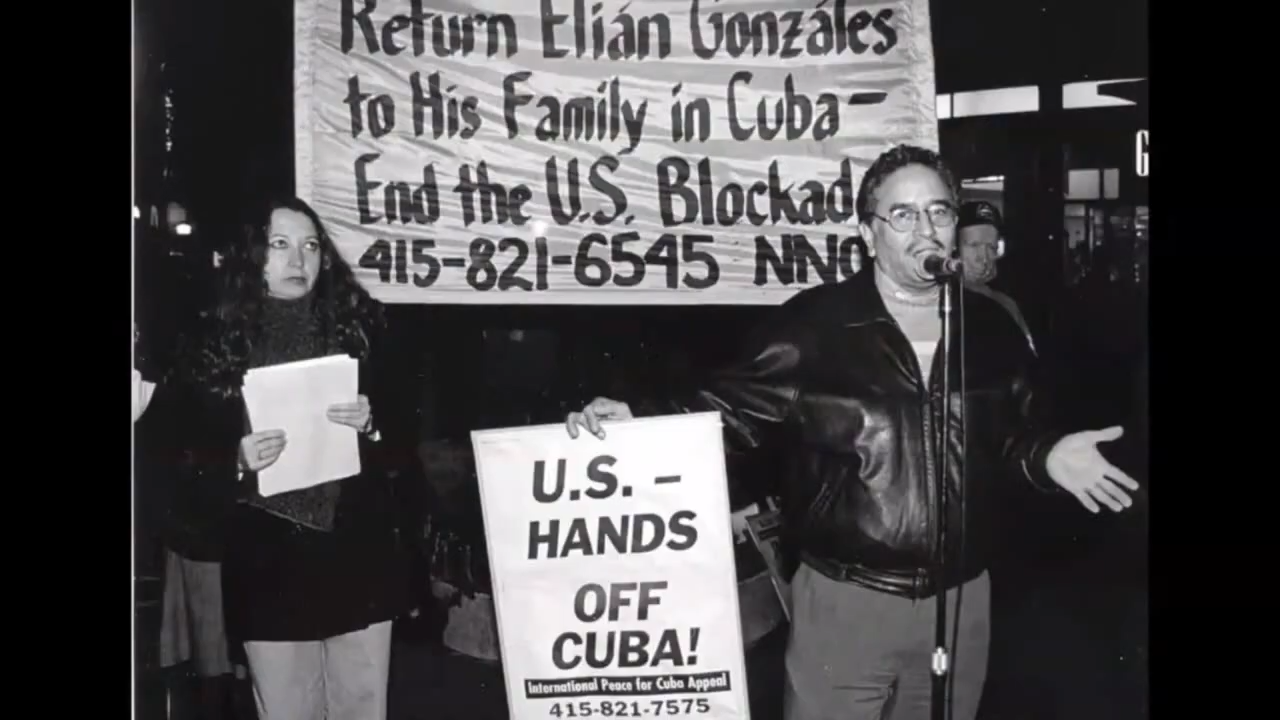 Return Elián Gonzáles
to His Family in Cuba–
End the U.S. Blockad
415-821-6545 NNO
G
U.S. –
HANDS
OFF
CUBA!
International Peace for Cuba Appeal
415-821-7575